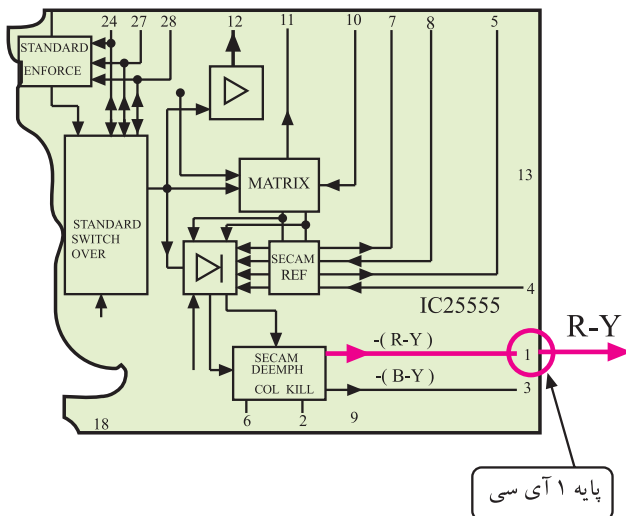 24 27 28 12 11 10 7 8 5
STANDARD
ENFORCE
MATRIX
13
STANDARD
SWITCH
OVER
SECAM
REF
4
IC25555
R-Y
-( R-Y )
1
SECAM
DEEMPH
COL KILL
-( B-Y )
3
18 6 2 9
پایه ۱ آی سی